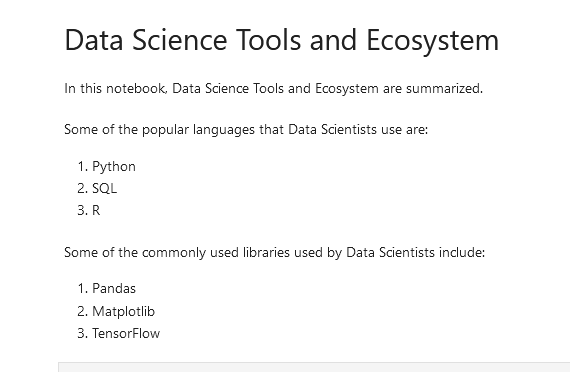 Data Science Tools and Ecosystem
In this notebook, Data Science Tools and Ecosystem are summarized.
Some of the popular languages that Data Scientists use are:
1. Python
2. SQL
3. R
Some of the commonly used libraries used by Data Scientists include:
1. Pandas
2. Matplotlib
3. TensorFlow